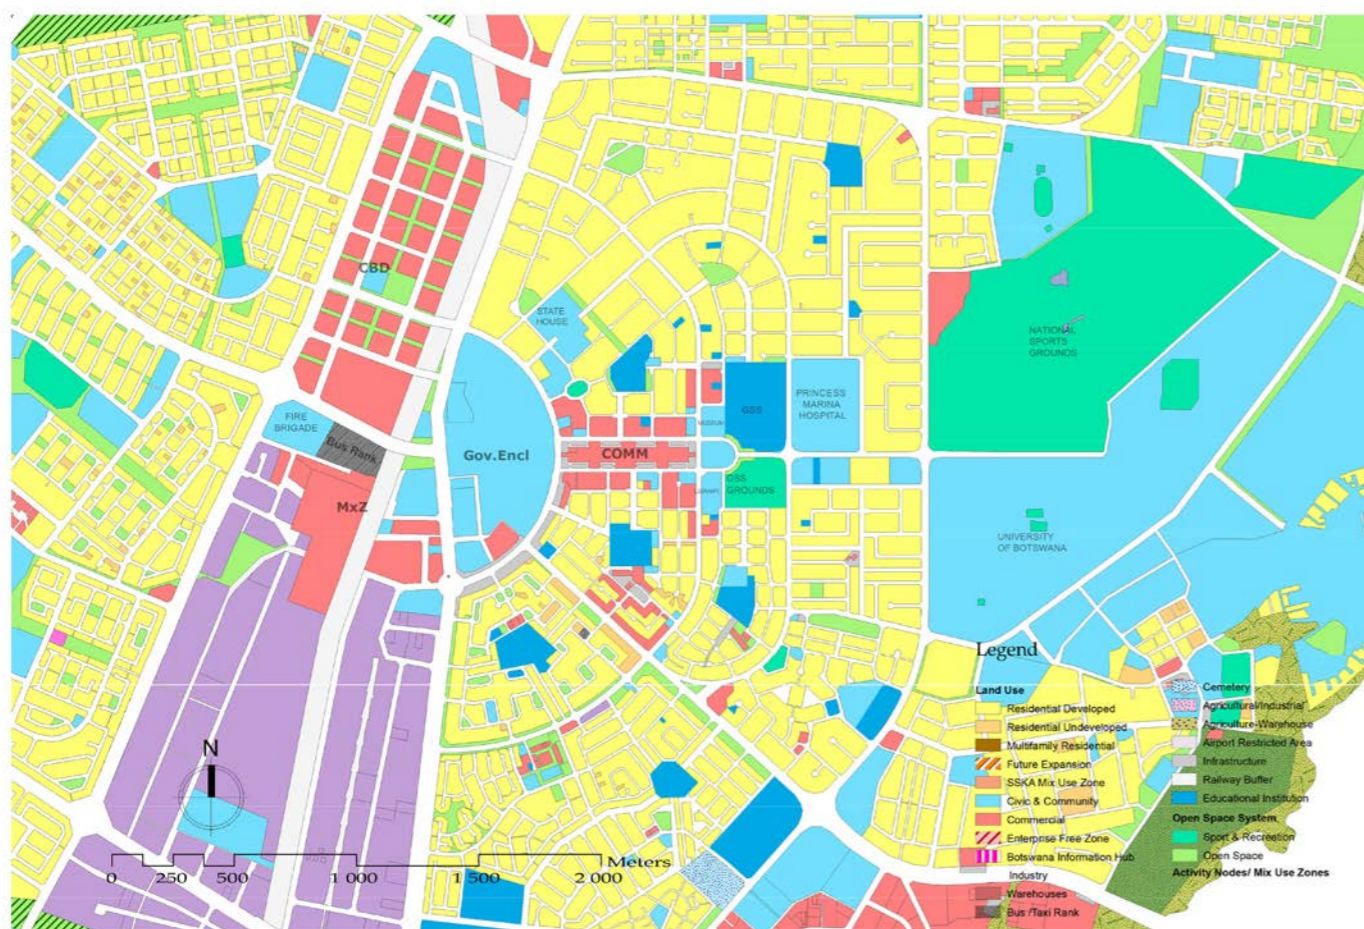 CBD
STATE
HOUSE
NATIONAL
SPORTS
GROUNDS
FIRE
BRIGADE
Bus Rank
Gov.Encl
COMM
MUSEUM
GSS
PRINCESS
MARINA
HOSPITAL
MxZ
LIBRARY
GSS
GROUNDS
UNIVERSITY
OF BOTSWANA
Legend
Land Use
Residential Developed
Residential Undeveloped
Multifamily Residential
Future Expansion
SSKA Mix Use Zone
Civic & Community
Commercial
Enterprise Free Zone
Botswana Information Hub
Industry
Warehouses
Bus /Taxi Rank
Cemetery
Agricultural/Industrial
Agriculture-Warehouse
Airport Restricted Area
Infrastructure
Railway Buffer
Educational Institution
Open Space System
Sport & Recreation
Open Space
Activity Nodes/ Mix Use Zones
N
Meters
0 250 500 1 000 1 500 2 000